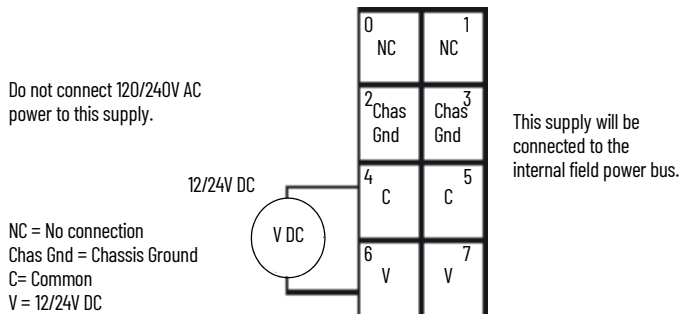 0
1
NC
NC
Do not connect 120/240V AC
power to this supply.
2
Chas
Gnd
3
Chas
Gnd
This supply will be
connected to the
internal field power bus.
12/24V DC
4
C
5
C
V DC
NC = No connection
Chas Gnd = Chassis Ground
C= Common
V = 12/24V DC
6
V
7
V